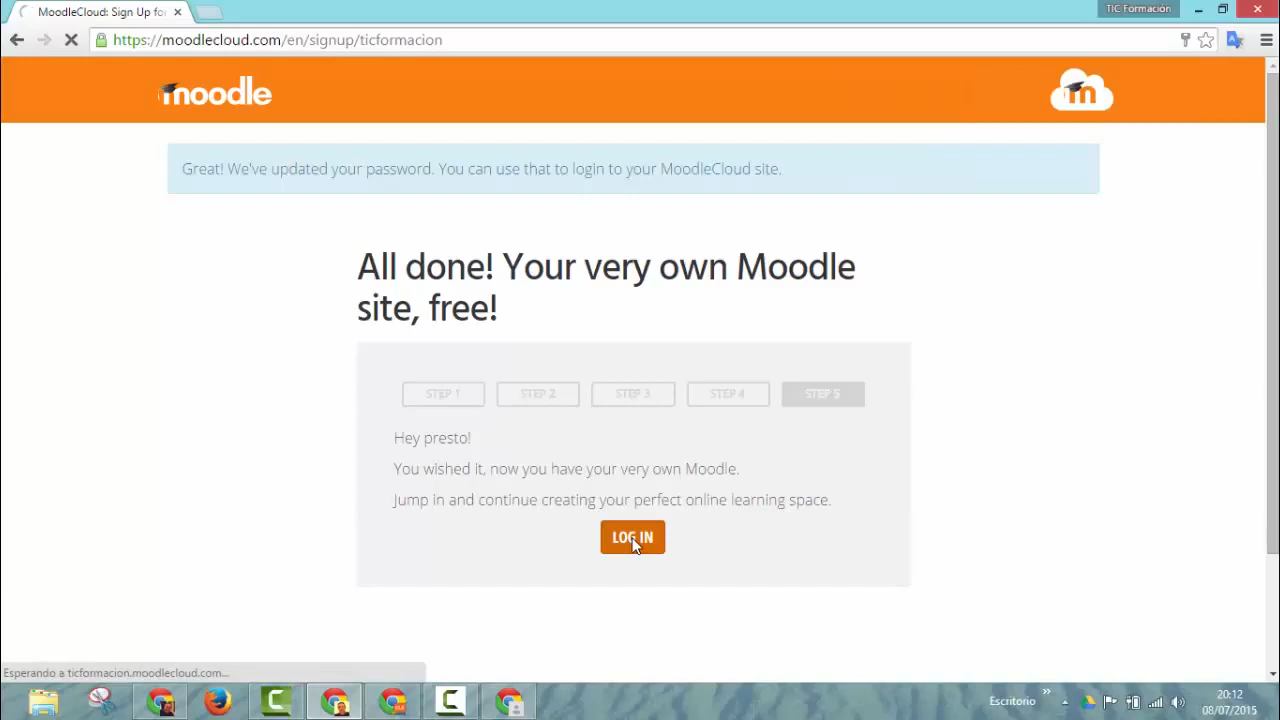 MoodleCloud: Sign Up for
TIC Formación
https://moodlecloud.com/en/signup/ticformacion
moodle
m
Great! We've updated your password. You can use that to login to your MoodleCloud site.
All done! Your very own Moodle
site, free!
STEP 1 STEP 2 STEP 3 STEP 4 STEP 5
Hey presto!
You wished it, now you have your very own Moodle.
Jump in and continue creating your perfect online learning space.
LOG IN
Esperando a ticformacion.moodlecloud.com...
Escritorio
20:12
08/07/2015